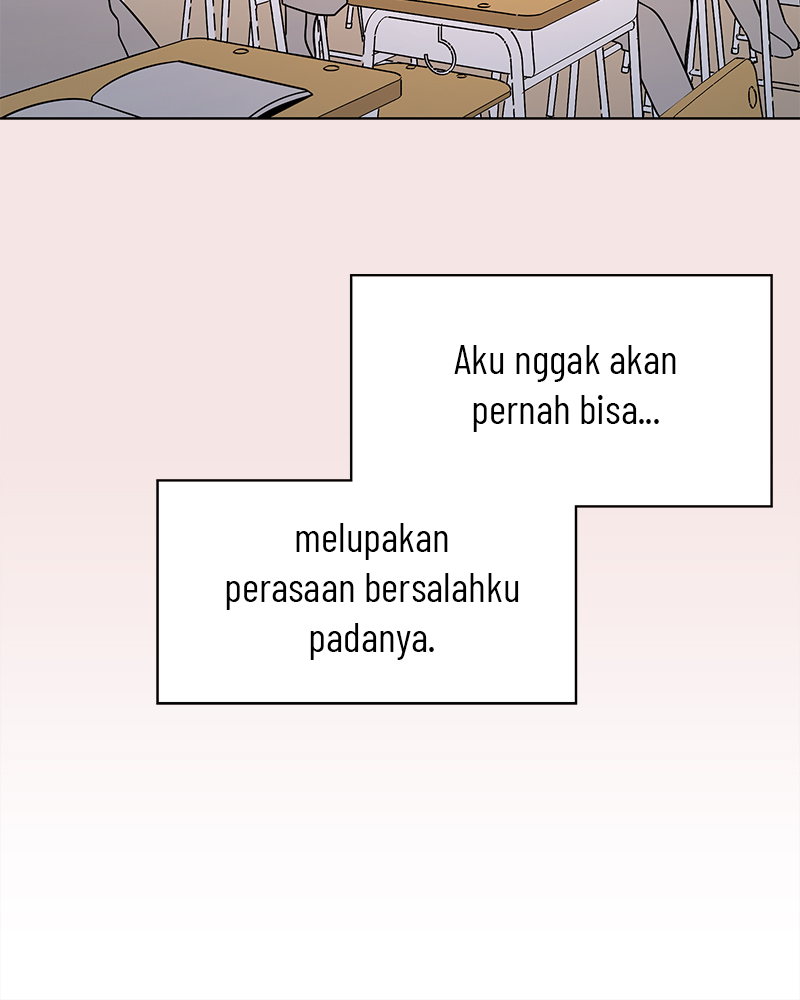 Aku nggak akan
pernah bisa...
melupakan
perasaan bersalahku
padanya.